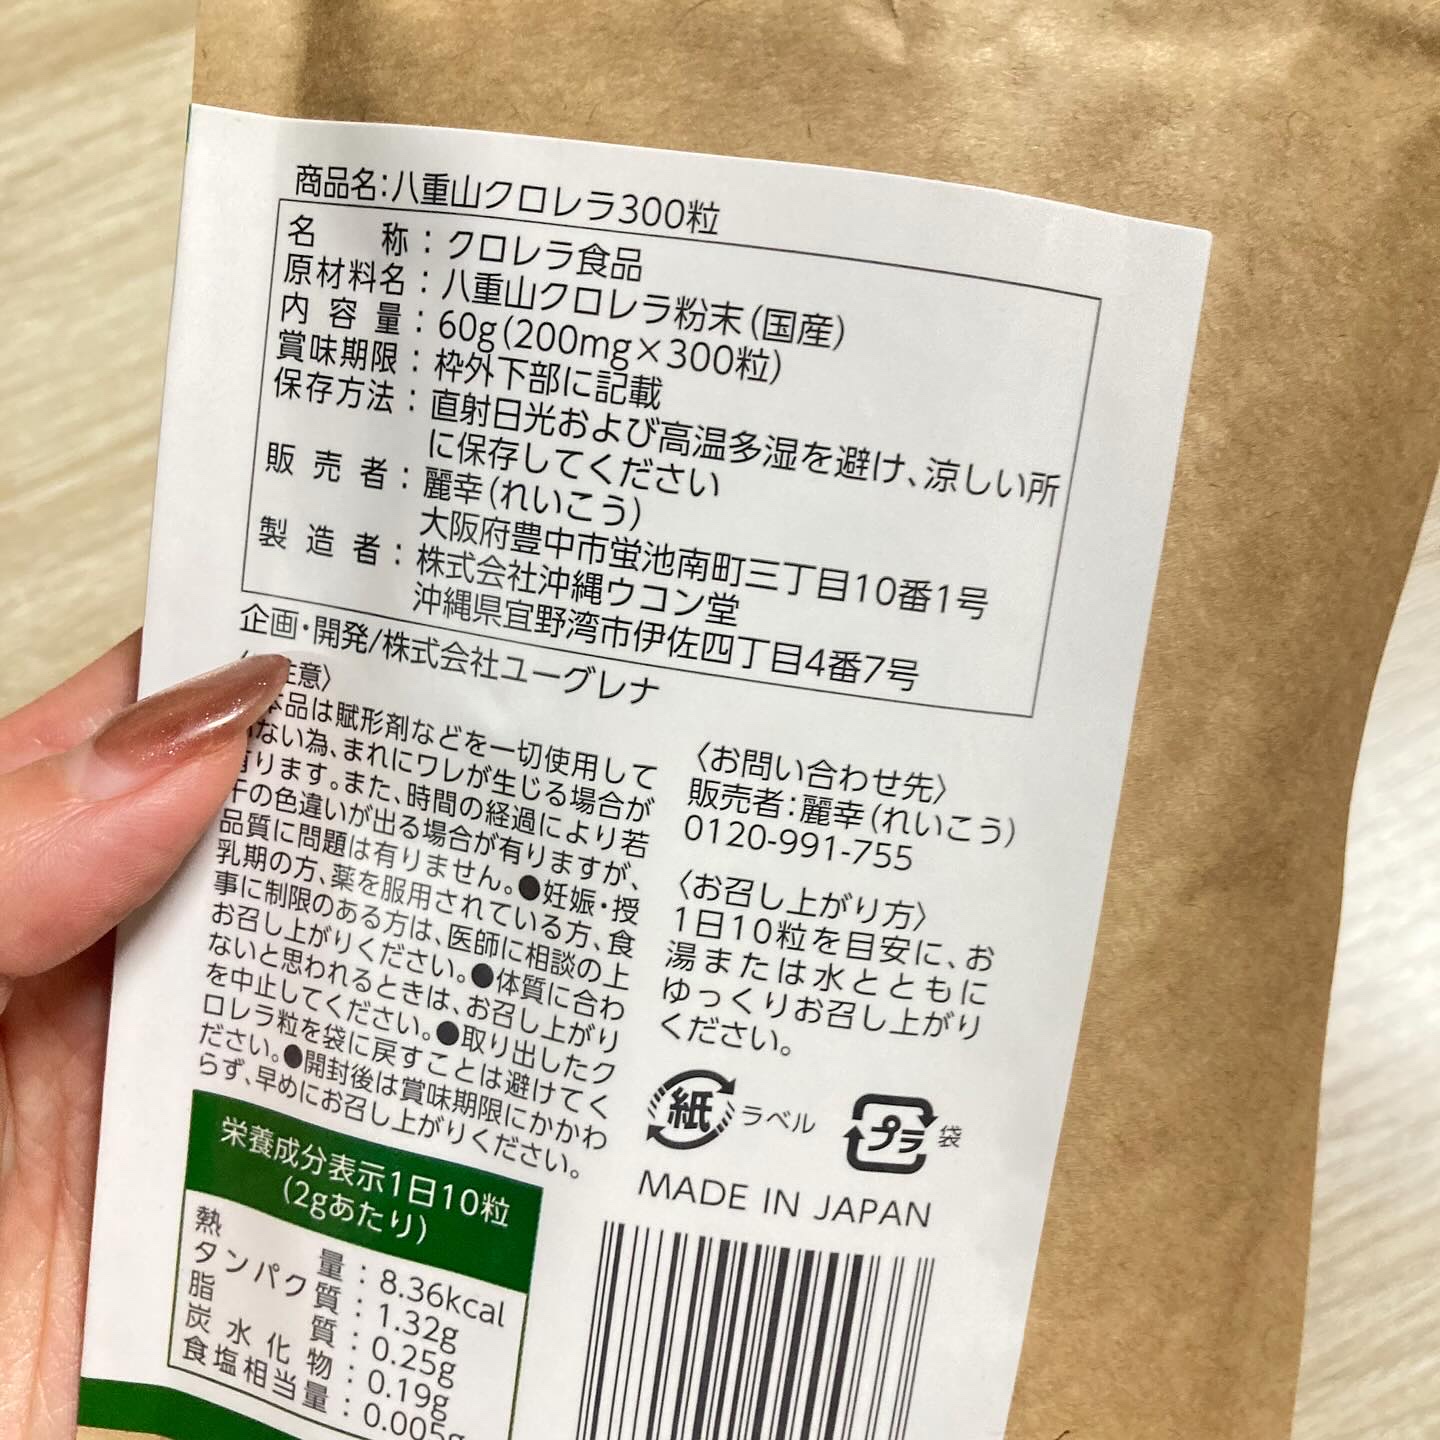 商品名:八重山クロレラ300粒
名称:クロレラ食品
原材料名:八重山クロレラ粉末(国産)
内容量:60g(200mg×300粒)
賞味期限:枠外下部に記載
保存方法:直射日光および高温多湿を避け、涼しい所
に保存してください
販売者:麗幸(れいこう)
大阪府豊中市蛍池南町三丁目10番1号
製造者:株式会社沖縄ウコン堂
沖縄県宜野湾市伊佐四丁目4番7号
企画・開発/株式会社ユーグレナ
意〉
本品は賦形剤などを一切使用して
ない為、まれにワレが生じる場合が
有ります。また、時間の経過により若
干の色違いが出る場合が有りますが、
品質に問題は有りません。●妊娠・授
乳期の方、薬を服用されている方、食
事に制限のある方は、医師に相談の上
お召し上がりください。●体質に合わ
ないと思われるときは、お召し上がり
を中止してください。●取り出したク
ロレラ粒を袋に戻すことは避けてく
ださい。●開封後は賞味期限にかかわ
らず、早めにお召し上がりください。
〈お問い合わせ先〉
販売者:麗幸(れいこう)
0120-991-755
〈お召し上がり方〉
1日10粒を目安に、お
湯または水とともに
ゆっくりお召し上がり
ください。
紙 ラベル
プラ 袋
MADE IN JAPAN
栄養成分表示1日10粒
(2gあたり)
熱量:8.36kcal
タンパク質:1.32g
脂質:0.25g
炭水化物:0.19g
食塩相当量:0.005g